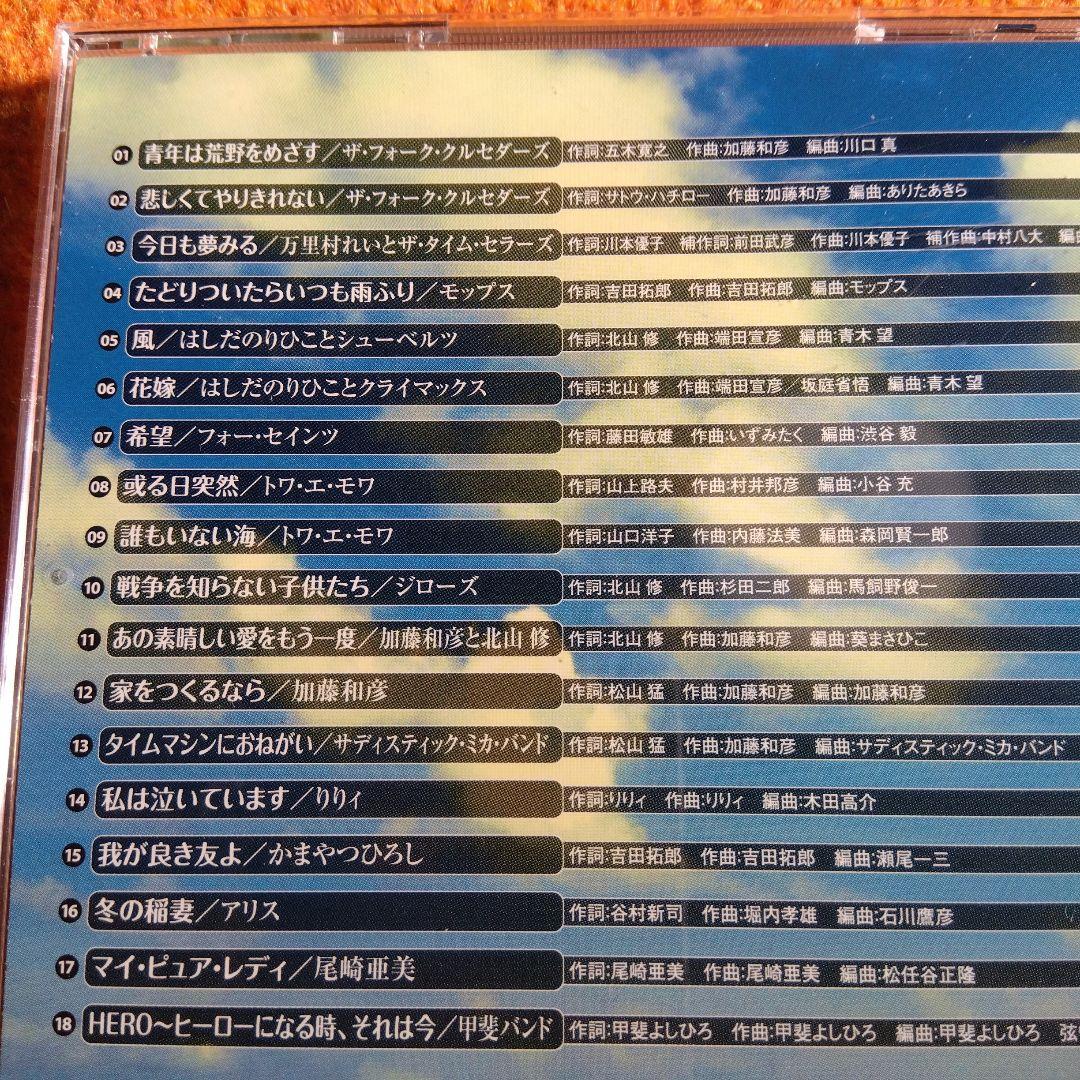 01 青年は荒野をめざす/ザ・フォーク・クルセダーズ 作詞:五木寛之 作曲:加藤和彦 編曲:川口 真
02 悲しくてやりきれない/ザ・フォーク・クルセダーズ 作詞:サトウ・ハチロー 作曲:加藤和彦 編曲:ありたあきら
03 今日も夢みる/万里村れいとザ・タイム・セラーズ 作詞:川本優子 補作詞:前田武彦 作曲:川本優子 補作曲:中村八大
04 たどりついたらいつも雨ふり/モップス 作詞:吉田拓郎 作曲:吉田拓郎 編曲:モップス
05 風/はしだのりひことシューベルツ 作詞:北山 修 作曲:端田宣彦 編曲:青木 望
06 花嫁/はしだのりひことクライマックス 作詞:北山 修 作曲:端田宣彦/坂庭省悟 編曲:青木 望
07 希望/フォー・セインツ 作詞:藤田敏雄 作曲:いずみたく 編曲:渋谷 毅
08 或る日突然/トワ・エ・モワ 作詞:山上路夫 作曲:村井邦彦 編曲:小谷 充
09 誰もいない海/トワ・エ・モワ 作詞:山口洋子 作曲:内藤法美 編曲:森岡賢一郎
10 戦争を知らない子供たち/ジローズ 作詞:北山 修 作曲:杉田二郎 編曲:馬飼野俊一
11 あの素晴しい愛をもう一度/加藤和彦と北山 修 作詞:北山 修 作曲:加藤和彦 編曲:葵まさひこ
12 家をつくるなら/加藤和彦 作詞:松山 猛 作曲:加藤和彦 編曲:加藤和彦
13 タイムマシンにおねがい/サディスティック・ミカ・バンド 作詞:松山 猛 作曲:加藤和彦 編曲:サディスティック・ミカ・バンド
14 私は泣いています/りりィ 作詞:りりィ 作曲:りりィ 編曲:木田高介
15 我が良き友よ/かまやつひろし 作詞:吉田拓郎 作曲:吉田拓郎 編曲:瀬尾一三
16 冬の稲妻/アリス 作詞:谷村新司 作曲:堀内孝雄 編曲:石川鷹彦
17 マイ・ピュア・レディ/尾崎亜美 作詞:尾崎亜美 作曲:尾崎亜美 編曲:松任谷正隆
18 HERO~ヒーローになる時、それは今/甲斐バンド 作詞:甲斐よしひろ 作曲:甲斐よしひろ 編曲:甲斐よしひろ 弦